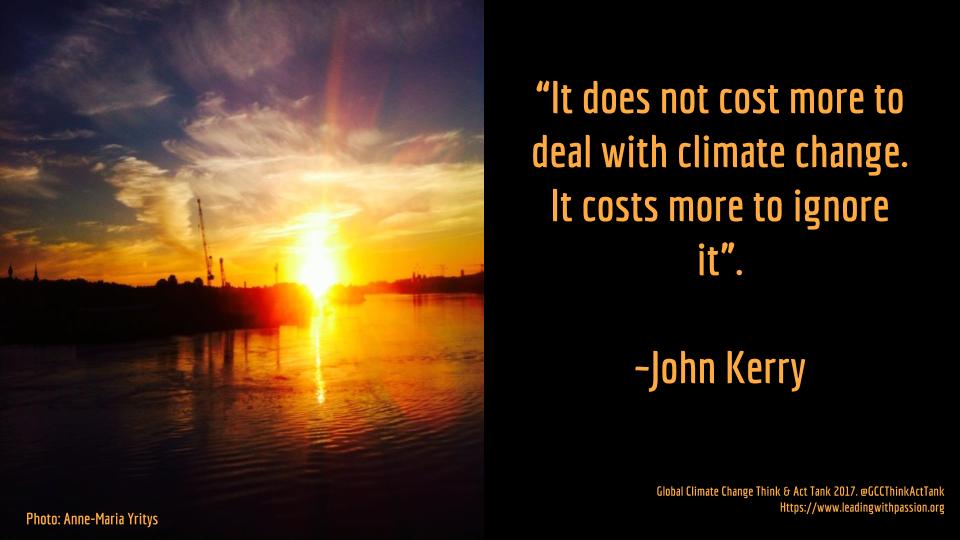 “It does not cost more to
deal with climate change.
It costs more to ignore
it”.
-John Kerry
Global Climate Change Think & Act Tank 2017. @GCCThinkActTank
Https://www.leadingwithpassion.org
Photo: Anne-Maria Yritys